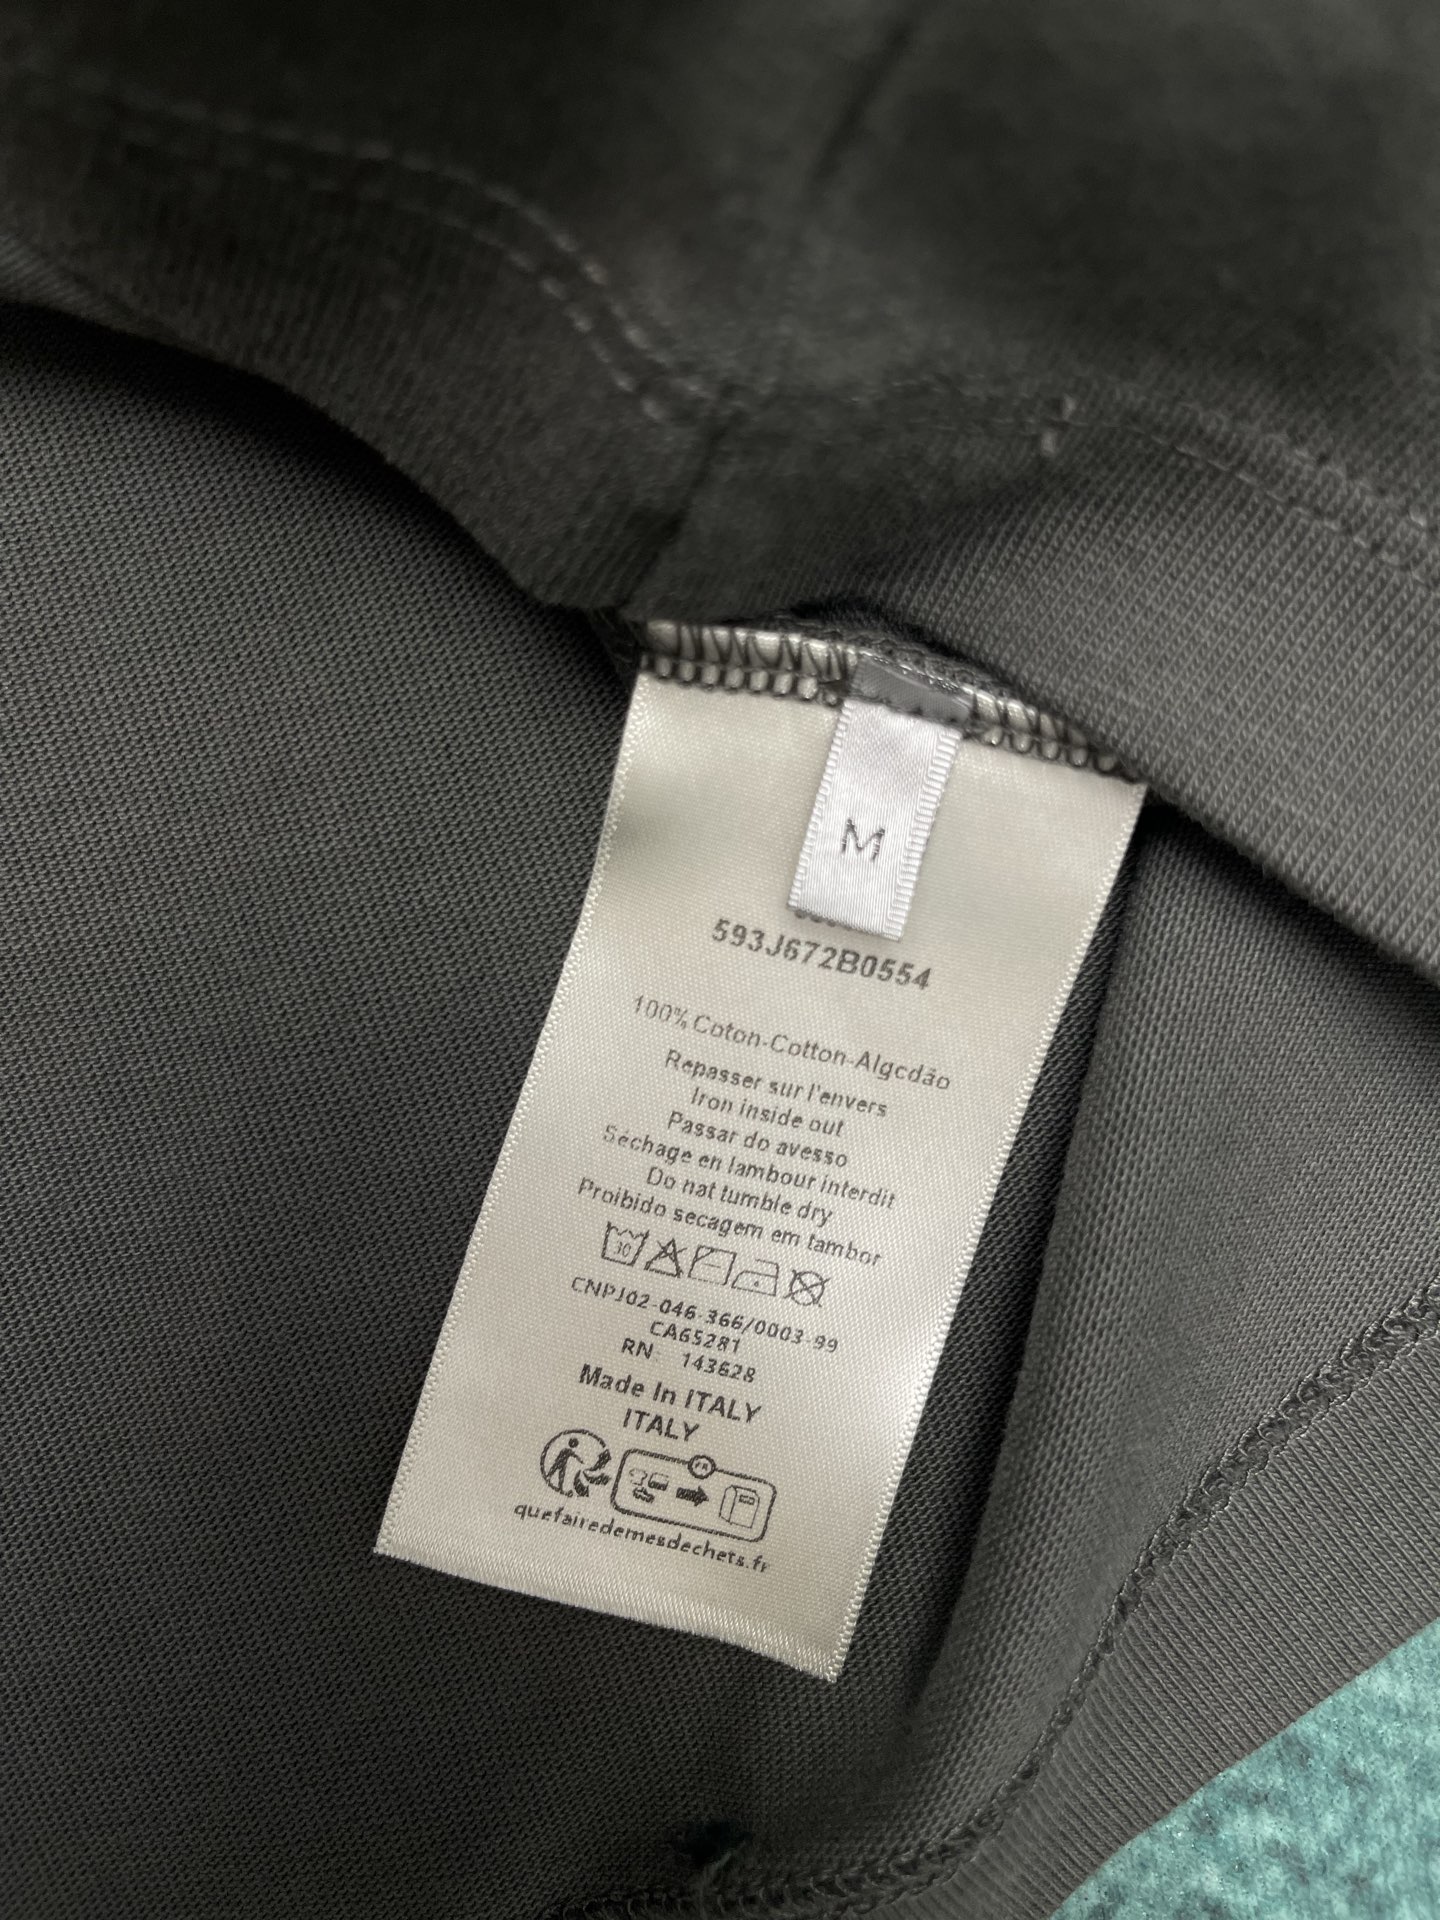 M
593J672B0554
100% Coton-Cotton-Algcdão
Repasser sur l'envers
Iron inside out
Passar do avesso
Séchage en lambour interdit
Do nat tumble dry
Proibido secagem em tambor
30
CNPJ02-046-366/0003-99
CA65281
RN: 143628
Made In ITALY
ITALY
FR
quefairedemesdechets.fr